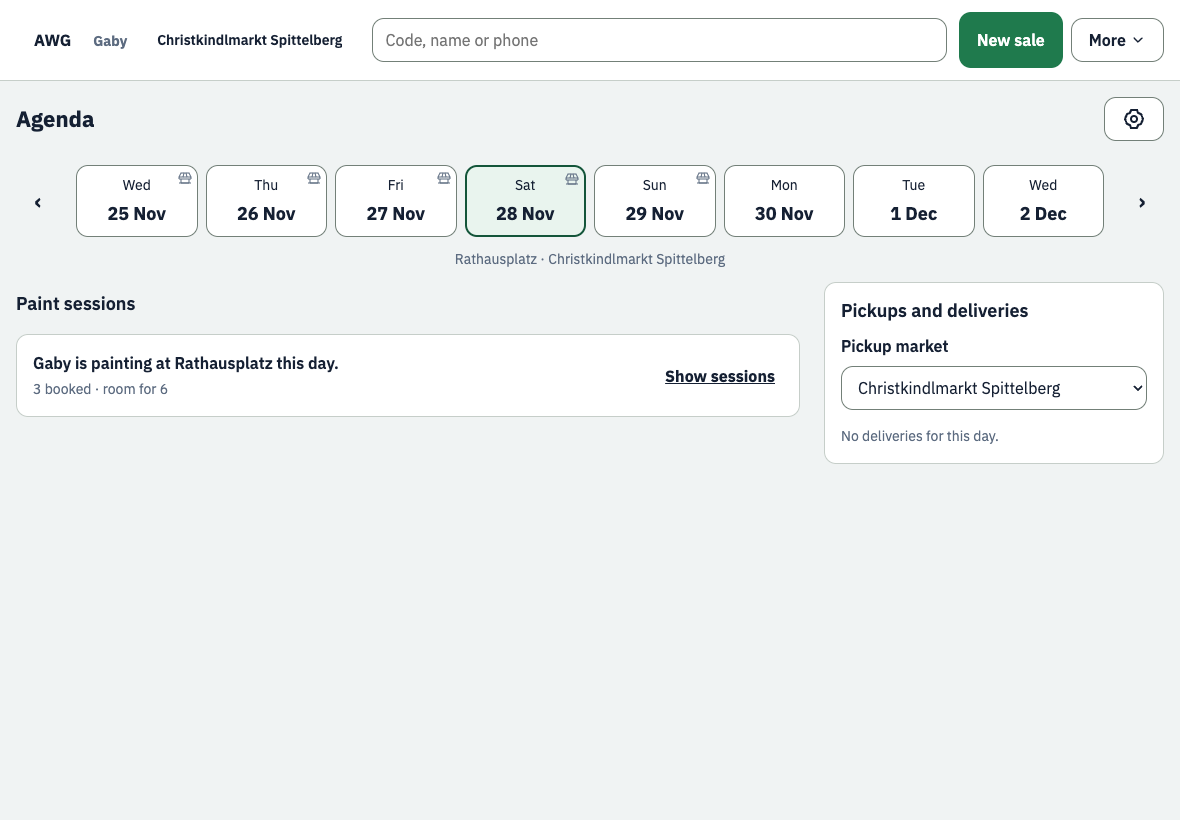 AWG
Gaby
Christkindlmarkt Spittelberg
Code, name or phone
New sale
More
Agenda
Wed
25 Nov
Thu
26 Nov
Fri
27 Nov
Sat
28 Nov
Sun
29 Nov
Mon
30 Nov
Tue
1 Dec
Wed
2 Dec
Rathausplatz · Christkindlmarkt Spittelberg
Paint sessions
Gaby is painting at Rathausplatz this day.
3 booked · room for 6
Show sessions
Pickups and deliveries
Pickup market
Christkindlmarkt Spittelberg
No deliveries for this day.